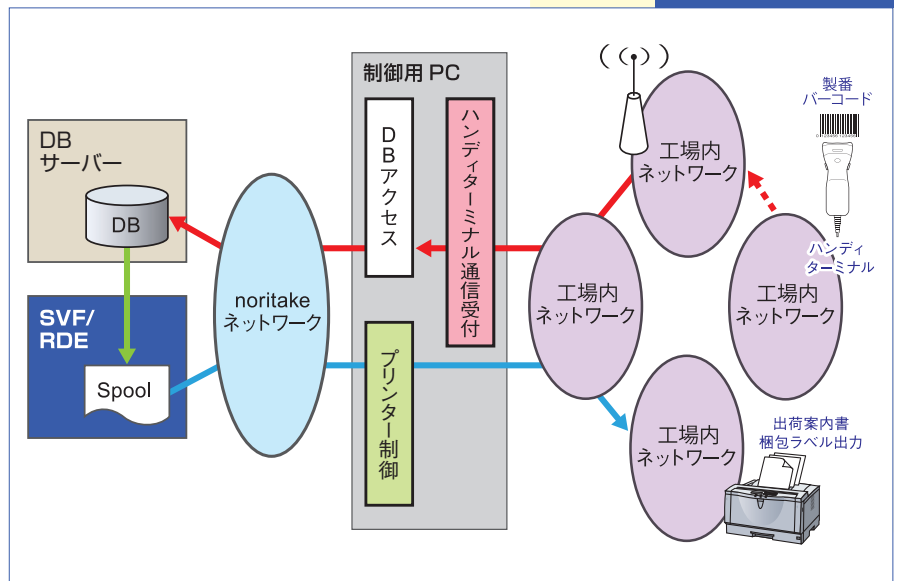 制御用 PC
DB
サーバー
DB
SVF/
RDE
Spool
noritake
ネットワーク
DBアクセス
ハンディターミナル通信受付
プリンター制御
工場内
ネットワーク
工場内
ネットワーク
製番
バーコード
ハンディ
ターミナル
工場内
ネットワーク
工場内
ネットワーク
出荷案内書
梱包ラベル出力